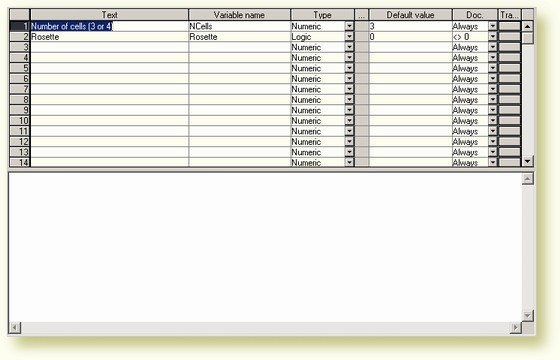 Text Variable name Type ... Default value Doc. Tra...
1 Number of cells (3 or 4) NCells Numeric 3 Always
2 Rosette Rosette Logic 0 <> 0
3 Numeric Always
4 Numeric Always
5 Numeric Always
6 Numeric Always
7 Numeric Always
8 Numeric Always
9 Numeric Always
10 Numeric Always
11 Numeric Always
12 Numeric Always
13 Numeric Always
14 Numeric Always